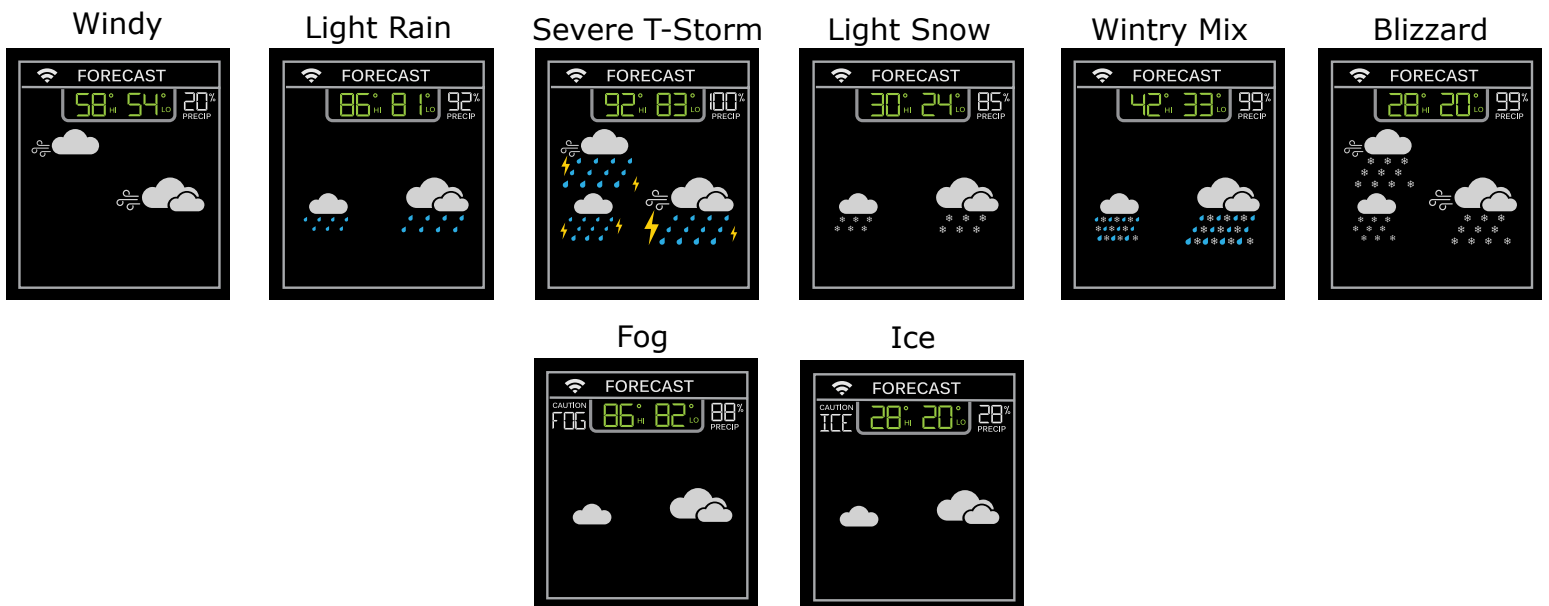 Windy
Light Rain
Severe T-Storm
Light Snow
Wintry Mix
Blizzard
FORECAST
58° HI 54° LO 20% PRECIP
FORECAST
86° HI 81° LO 92% PRECIP
FORECAST
92° HI 83° LO 100% PRECIP
FORECAST
30° HI 24° LO 85% PRECIP
FORECAST
42° HI 33° LO 99% PRECIP
FORECAST
28° HI 20° LO 99% PRECIP
Fog
Ice
FORECAST
CAUTION FOG 86° HI 82° LO 88% PRECIP
FORECAST
CAUTION ICE 28° HI 20° LO 28% PRECIP